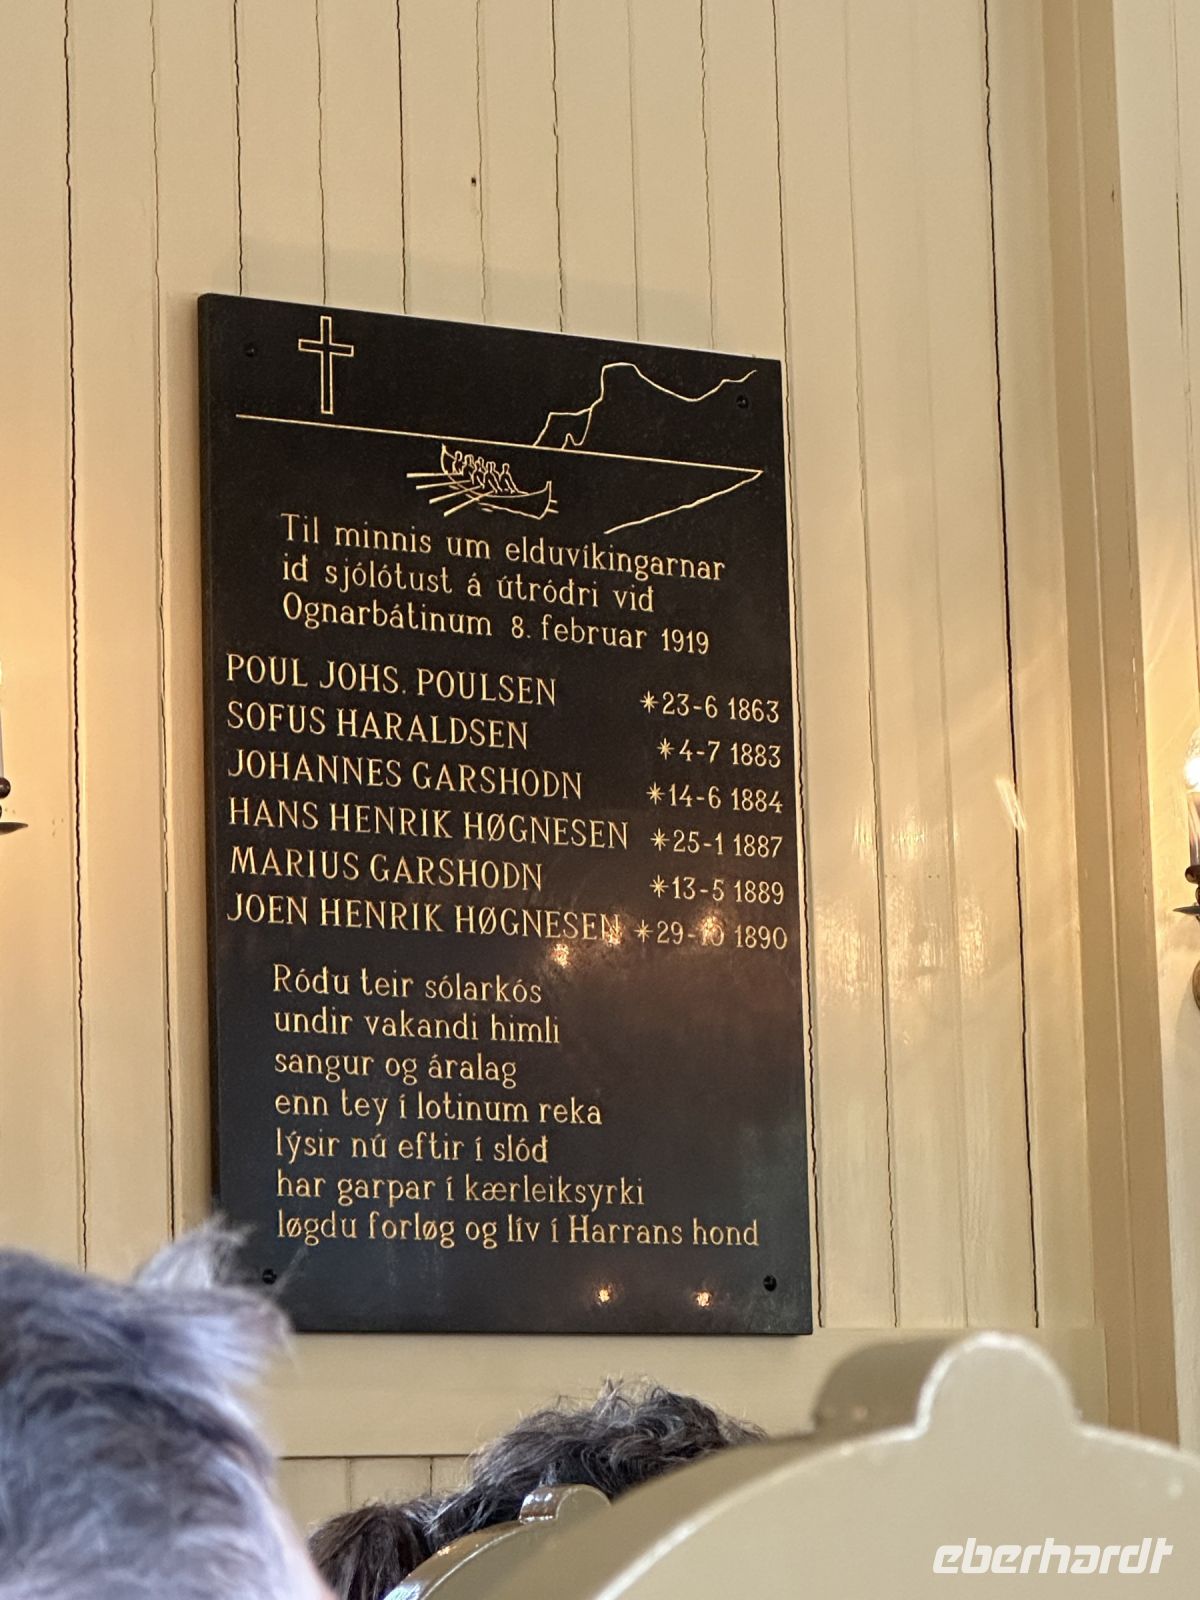 Til minnis um elduvíkingarnar
ið sjólótust á útróðri við
Ognarbátinum 8. februar 1919
POUL JOHS. POULSEN *23-6 1863
SOFUS HARALDSEN *4-7 1883
JOHANNES GARSHODN *14-6 1884
HANS HENRIK HØGNESEN *25-1 1887
MARIUS GARSHODN *13-5 1889
JOEN HENRIK HØGNESEN *29-10 1890
Róðu teir sólarkós
undir vakandi himli
sangur og áralag
enn tey í lotinum reka
lýsir nú eftir í slóð
har garpar í kærleiksyrki
løgdu forløg og lív í Harrans hond
eberhardt